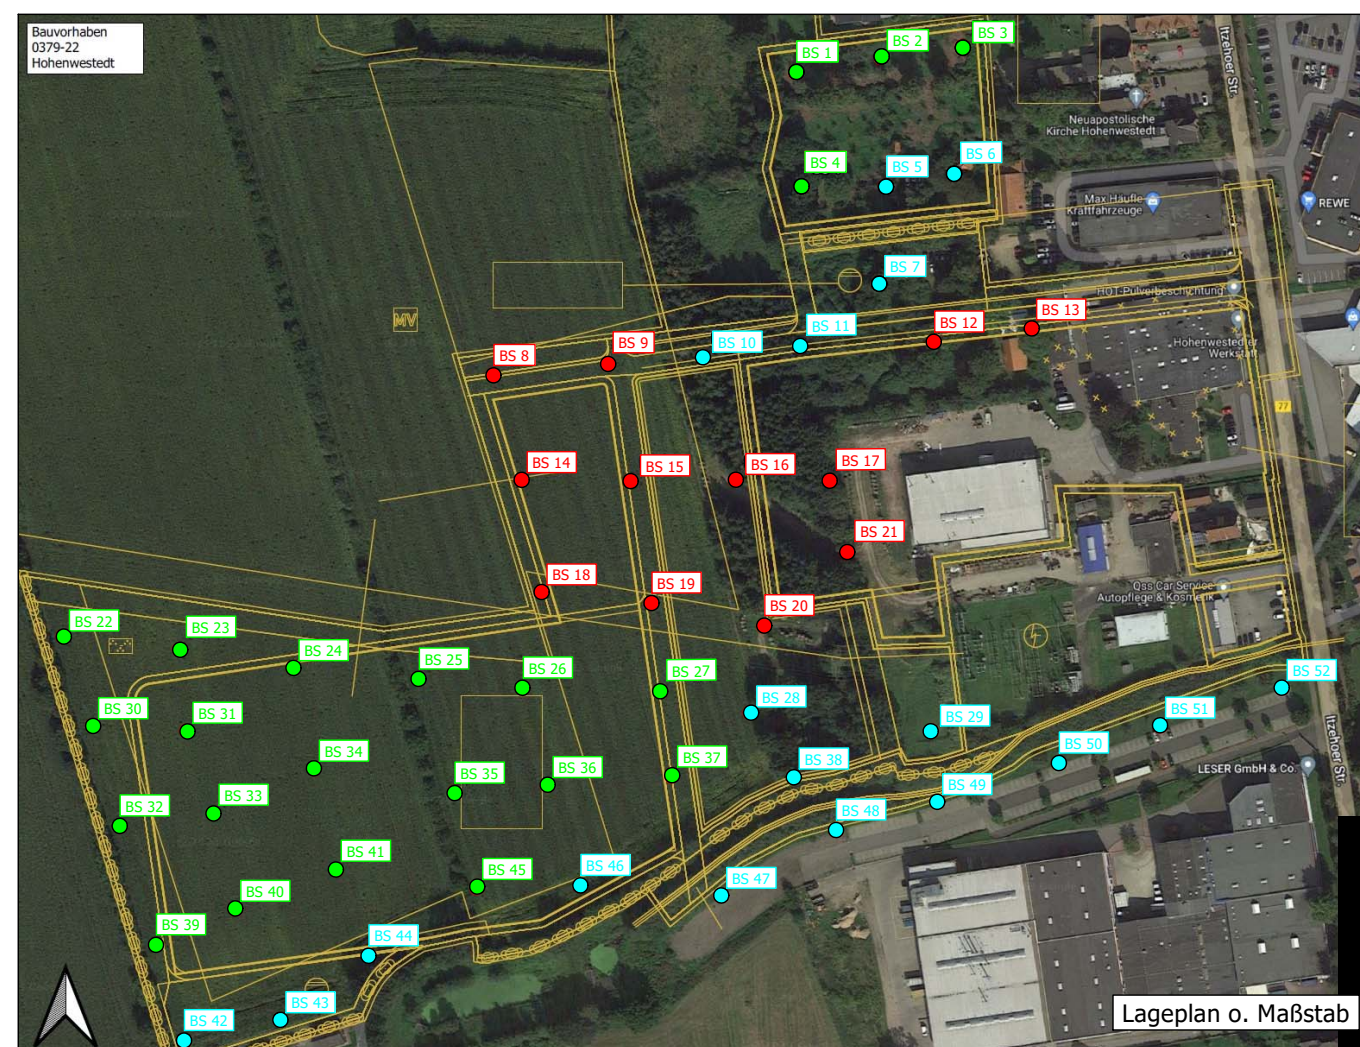 Bauvorhaben
0379-22
Hohenwestedt
BS 1
BS 2
BS 3
Itzehoer Str.
Neuapostolische
Kirche Hohenwestedt
BS 4
BS 5
BS 6
Max Häufle
Kraftfahrzeuge
REWE
BS 7
HOT-Pulverbeschichtung
MV
BS 8
BS 9
BS 10
BS 11
BS 12
BS 13
Hohenwestedter
Werkstatt
77
BS 14
BS 15
BS 16
BS 17
BS 21
BS 18
BS 19
BS 20
Qss Car Service
Autopflege & Kosmetik
BS 22
BS 23
BS 24
BS 25
BS 26
BS 27
BS 28
BS 29
BS 52
BS 30
BS 31
BS 51
Itzehoer Str.
BS 34
BS 35
BS 36
BS 37
BS 38
BS 50
LESER GmbH & Co.
BS 32
BS 33
BS 48
BS 49
BS 41
BS 45
BS 46
BS 47
BS 40
BS 39
BS 44
BS 43
BS 42
Lageplan o. Maßstab